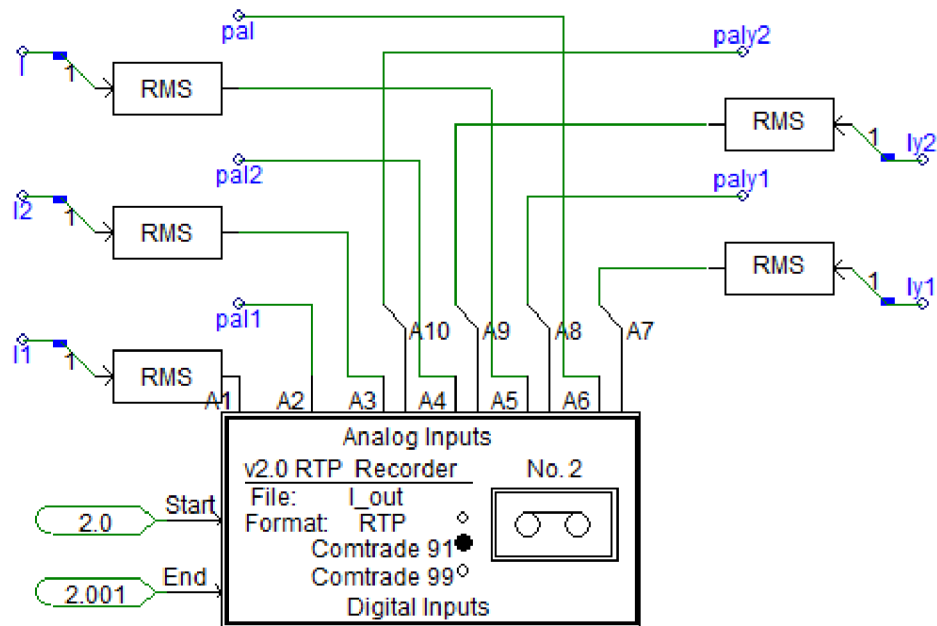 pal
paly2
I
1
RMS
RMS
1
Iy2
pal2
paly1
I2
1
RMS
RMS
1
Iy1
pal1
A10
A9
A8
A7
I1
1
RMS
A1
A2
A3
A4
A5
A6
Analog Inputs
v2.0 RTP Recorder
No. 2
File: I_out
Format: RTP
Comtrade 91
Comtrade 99
Digital Inputs
Start
2.0
End
2.001